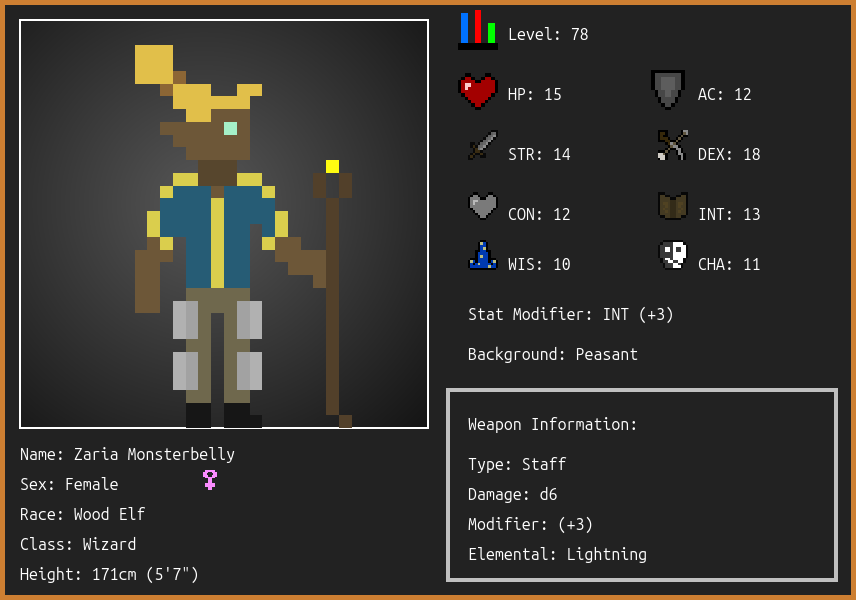 Level: 78
HP: 15
AC: 12
STR: 14
DEX: 18
CON: 12
INT: 13
WIS: 10
CHA: 11
Stat Modifier: INT (+3)
Background: Peasant
Weapon Information:
Type: Staff
Damage: d6
Modifier: (+3)
Elemental: Lightning
Name: Zaria Monsterbelly
Sex: Female
Race: Wood Elf
Class: Wizard
Height: 171cm (5'7")